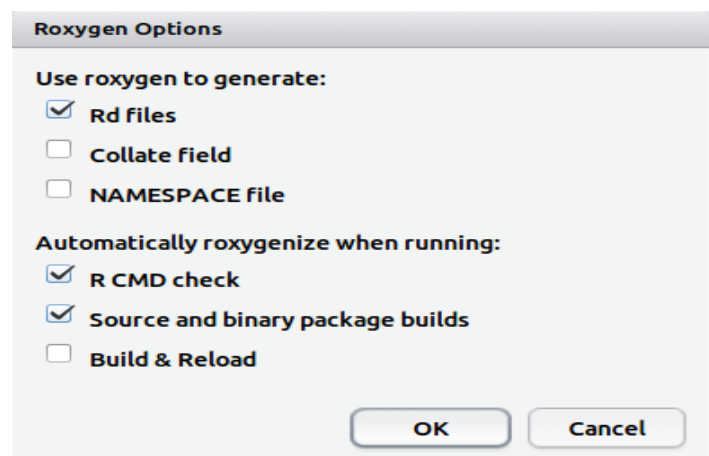 Roxygen Options
Use roxygen to generate:
Rd files
Collate field
NAMESPACE file
Automatically roxygenize when running:
R CMD check
Source and binary package builds
Build & Reload
OK Cancel